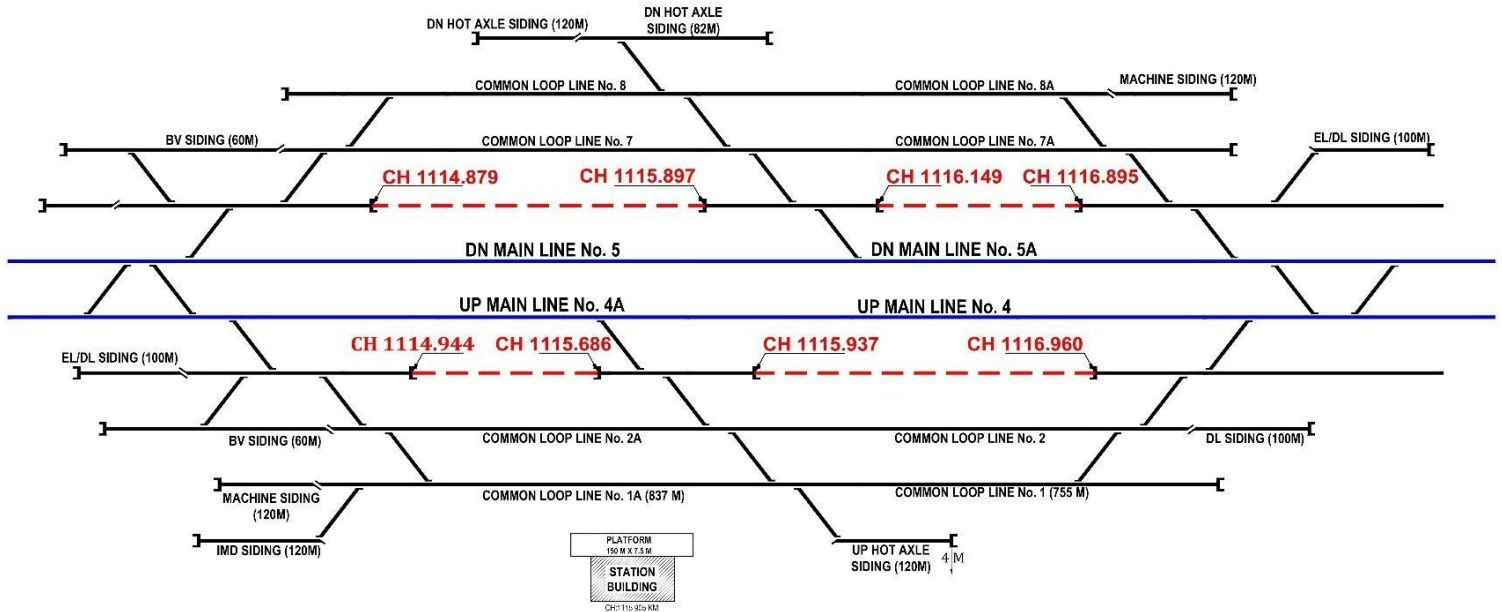 DN HOT AXLE SIDING (120M)
DN HOT AXLE
SIDING (82M)
COMMON LOOP LINE No. 8
COMMON LOOP LINE No. 8A
MACHINE SIDING (120M)
BV SIDING (60M)
COMMON LOOP LINE No. 7
COMMON LOOP LINE No. 7A
EL/DL SIDING (100M)
CH 1114.879
CH 1115.897
CH 1116.149
CH 1116.895
DN MAIN LINE No. 5
DN MAIN LINE No. 5A
UP MAIN LINE No. 4A
UP MAIN LINE No. 4
EL/DL SIDING (100M)
CH 1114.944
CH 1115.686
CH 1115.937
CH 1116.960
BV SIDING (60M)
COMMON LOOP LINE No. 2A
COMMON LOOP LINE No. 2
DL SIDING (100M)
MACHINE SIDING
(120M)
COMMON LOOP LINE No. 1A (837 M)
COMMON LOOP LINE No. 1 (755 M)
IMD SIDING (120M)
PLATFORM
150 M X 7.5 M
STATION
BUILDING
UP HOT AXLE
SIDING (120M)
4 M